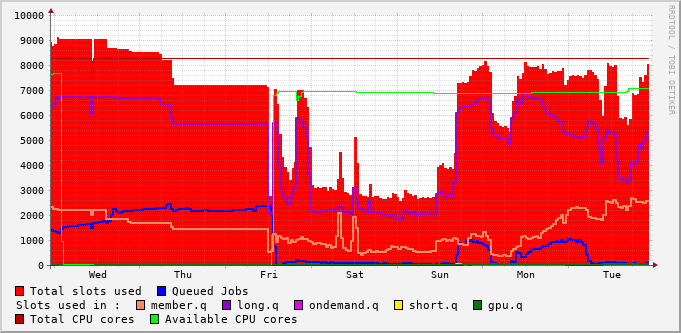 10000
9000
8000
7000
6000
5000
4000
3000
2000
1000
0
Wed Thu Fri Sat Sun Mon Tue
RRDTOOL / TOBI OETIKER
Total slots used Queued Jobs
Slots used in : member.q long.q ondemand.q short.q gpu.q
Total CPU cores Available CPU cores